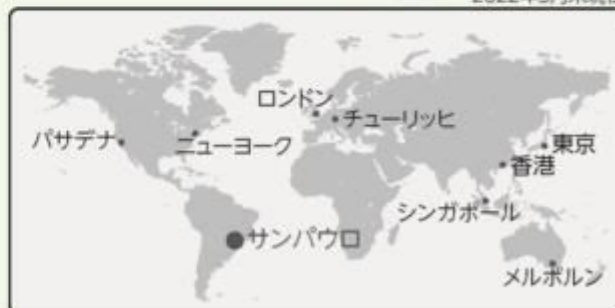 ロンドン
チューリッヒ
パサデナ
ニューヨーク
東京
香港
シンガポール
サンパウロ
メルボルン